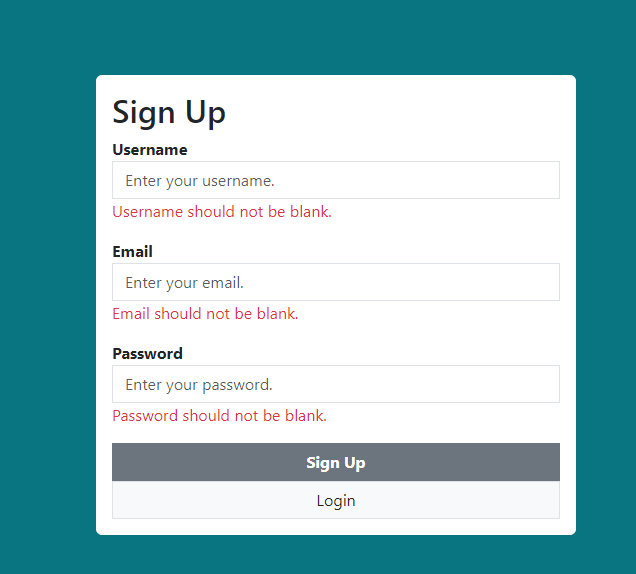 Sign Up
Username
Enter your username.
Username should not be blank.
Email
Enter your email.
Email should not be blank.
Password
Enter your password.
Password should not be blank.
Sign Up
Login